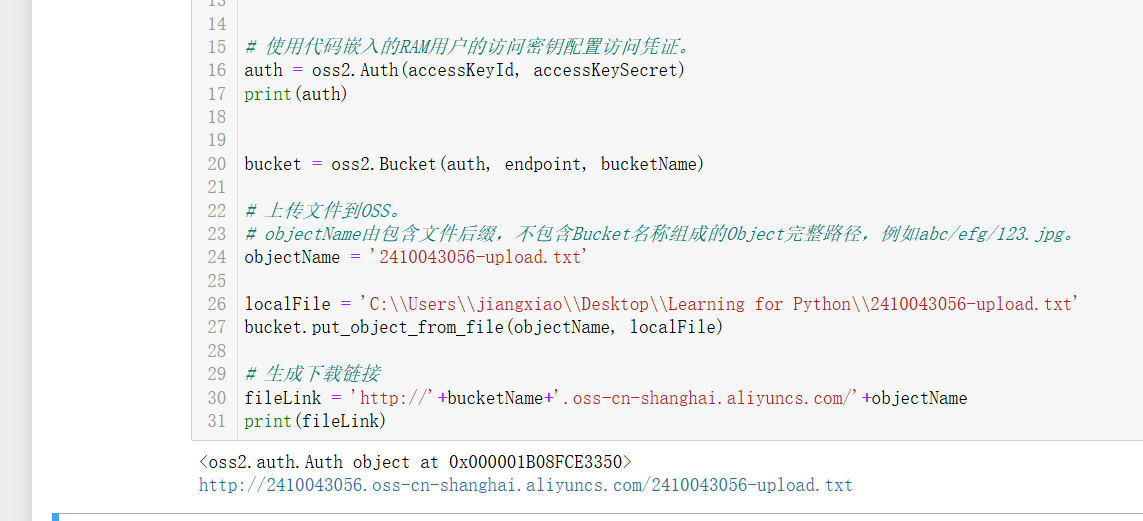 13
14
15 # 使用代码嵌入的RAM用户的访问密钥配置访问凭证。
16 auth = oss2.Auth(accessKeyId, accessKeySecret)
17 print(auth)
18
19
20 bucket = oss2.Bucket(auth, endpoint, bucketName)
21
22 # 上传文件到OSS。
23 # objectName由包含文件后缀，不包含Bucket名称组成的Object完整路径，例如abc/efg/123.jpg。
24 objectName = '2410043056-upload.txt'
25
26 localFile = 'C:\\Users\\jiangxiao\\Desktop\\Learning for Python\\2410043056-upload.txt'
27 bucket.put_object_from_file(objectName, localFile)
28
29 # 生成下载链接
30 fileLink = 'http://'+bucketName+'.oss-cn-shanghai.aliyuncs.com/'+objectName
31 print(fileLink)
<oss2.auth.Auth object at 0x000001B08FCE3350>
http://2410043056.oss-cn-shanghai.aliyuncs.com/2410043056-upload.txt